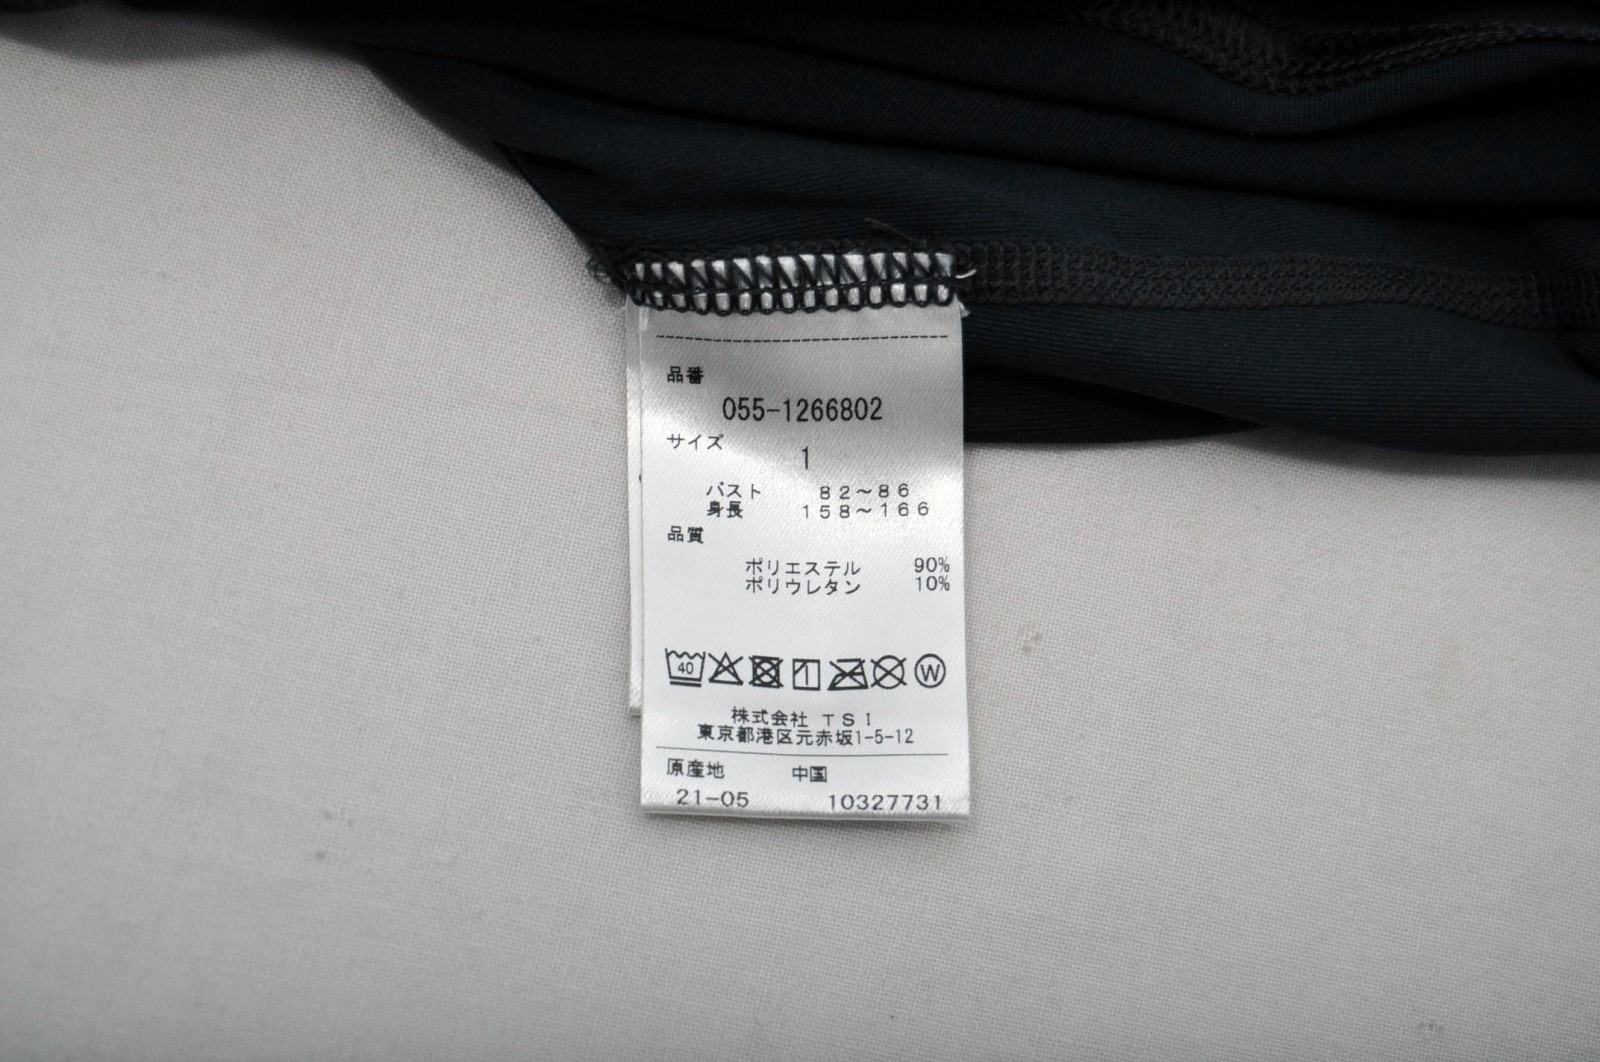 品番
055-1266802
サイズ
1
バスト 82~86
身長 158~166
品質
ポリエステル 90%
ポリウレタン 10%
40 W
株式会社 TSI
東京都港区元赤坂1-5-12
原産地 中国
21-05 10327731